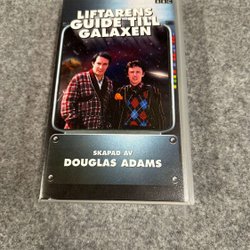 BBC
LIFTARENS
GUIDE TILL
GALAXEN
SKAPAD AV
DOUGLAS ADAMS